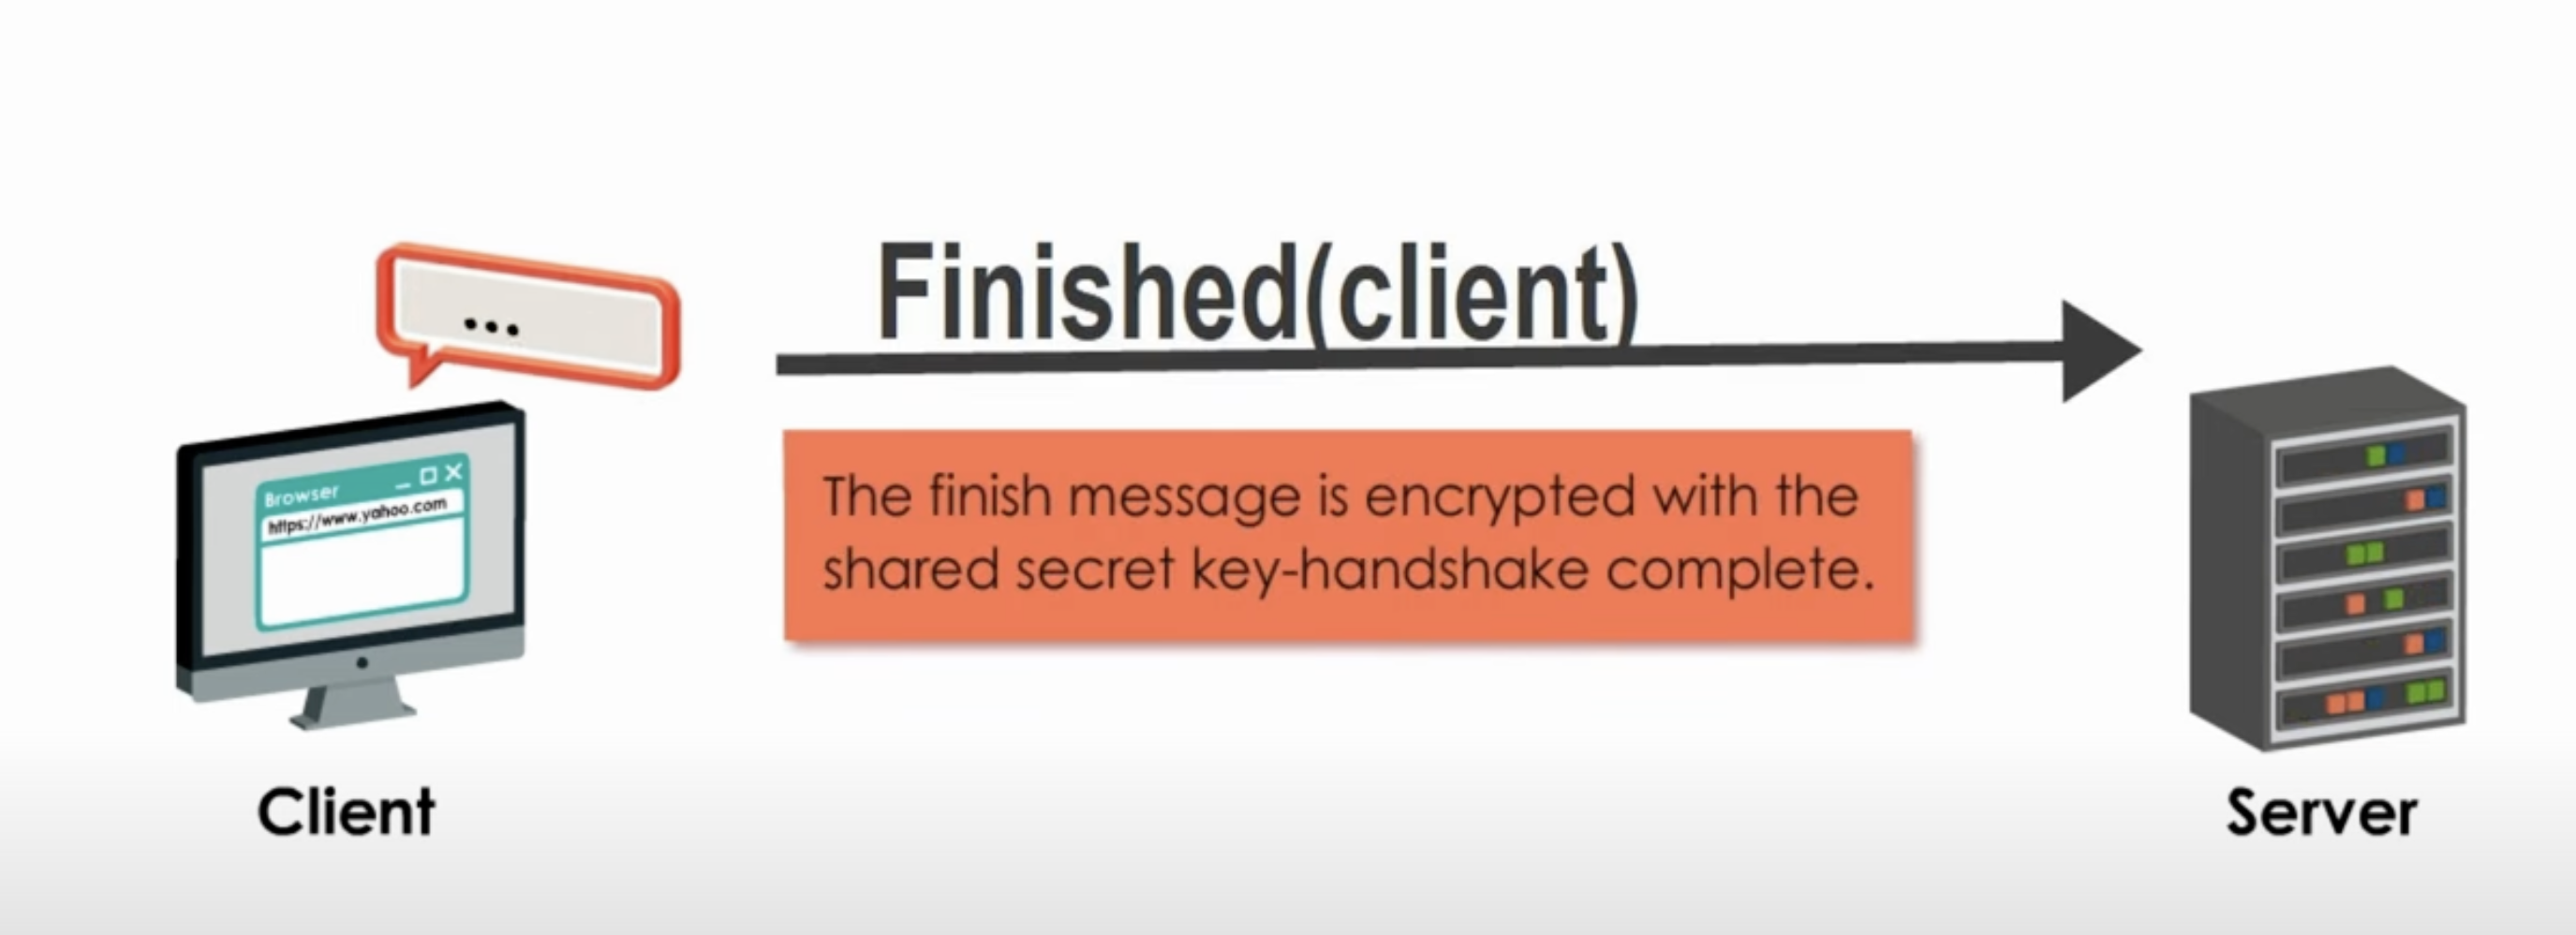 Finished(client)
...
Browser
https://www.yahoo.com
The finish message is encrypted with the
shared secret key-handshake complete.
Client
Server